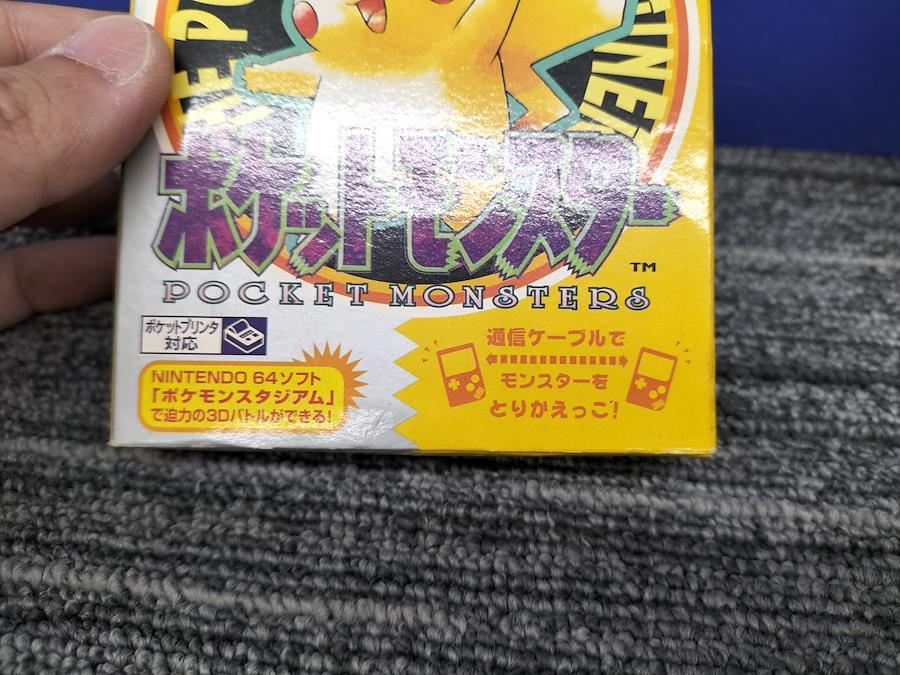 ポケットモンスター
TM
POCKET MONSTERS
ポケットプリンタ
対応
NINTENDO 64ソフト
「ポケモンスタジアム」
で迫力の3Dバトルができる!
通信ケーブルで
モンスターを
とりかえっこ!